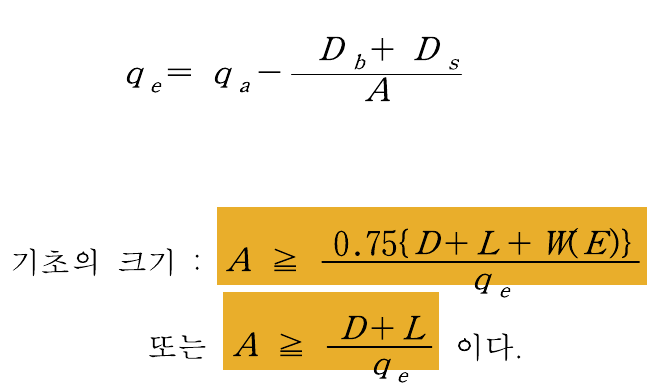 q_e = q_a − (D_b + D_s) / A
기초의 크기 : A ≧ 0.75{D + L + W(E)} / q_e
또는 A ≧ (D + L) / q_e 이다.